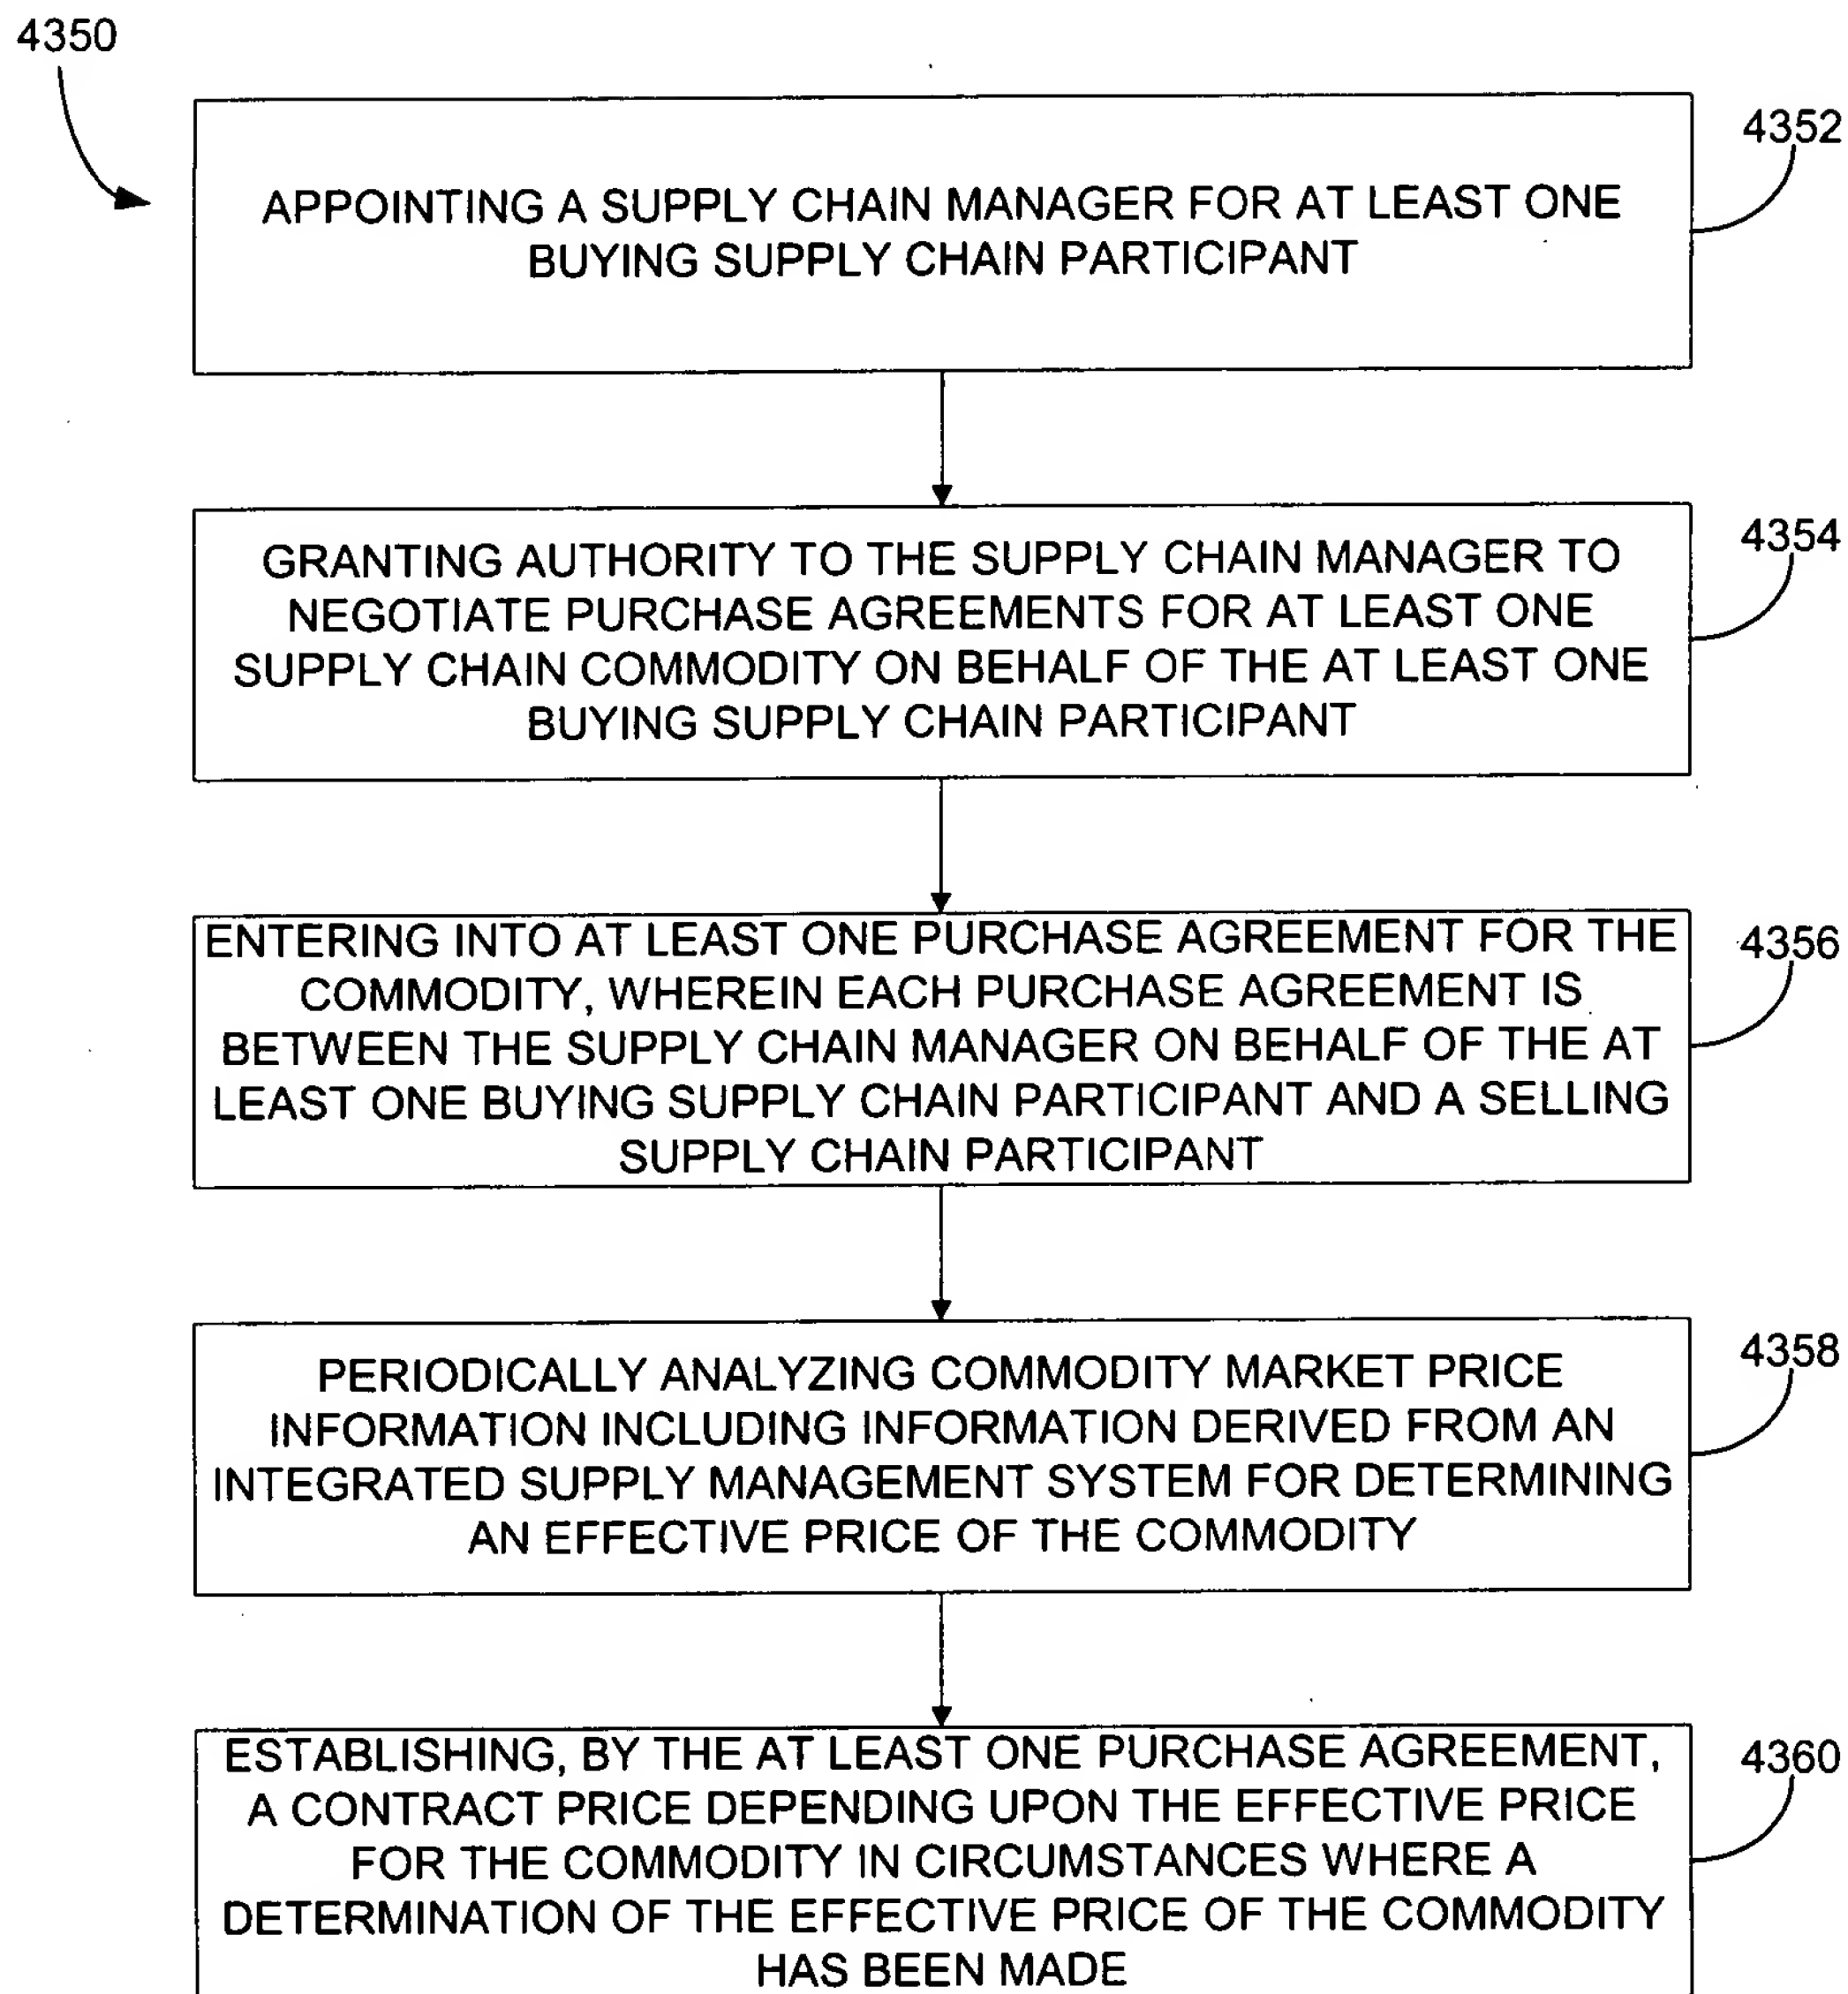 4350
4352
APPOINTING A SUPPLY CHAIN MANAGER FOR AT LEAST ONE
BUYING SUPPLY CHAIN PARTICIPANT
4354
GRANTING AUTHORITY TO THE SUPPLY CHAIN MANAGER TO
NEGOTIATE PURCHASE AGREEMENTS FOR AT LEAST ONE
SUPPLY CHAIN COMMODITY ON BEHALF OF THE AT LEAST ONE
BUYING SUPPLY CHAIN PARTICIPANT
4356
ENTERING INTO AT LEAST ONE PURCHASE AGREEMENT FOR THE
COMMODITY, WHEREIN EACH PURCHASE AGREEMENT IS
BETWEEN THE SUPPLY CHAIN MANAGER ON BEHALF OF THE AT
LEAST ONE BUYING SUPPLY CHAIN PARTICIPANT AND A SELLING
SUPPLY CHAIN PARTICIPANT
4358
PERIODICALLY ANALYZING COMMODITY MARKET PRICE
INFORMATION INCLUDING INFORMATION DERIVED FROM AN
INTEGRATED SUPPLY MANAGEMENT SYSTEM FOR DETERMINING
AN EFFECTIVE PRICE OF THE COMMODITY
4360
ESTABLISHING, BY THE AT LEAST ONE PURCHASE AGREEMENT,
A CONTRACT PRICE DEPENDING UPON THE EFFECTIVE PRICE
FOR THE COMMODITY IN CIRCUMSTANCES WHERE A
DETERMINATION OF THE EFFECTIVE PRICE OF THE COMMODITY
HAS BEEN MADE